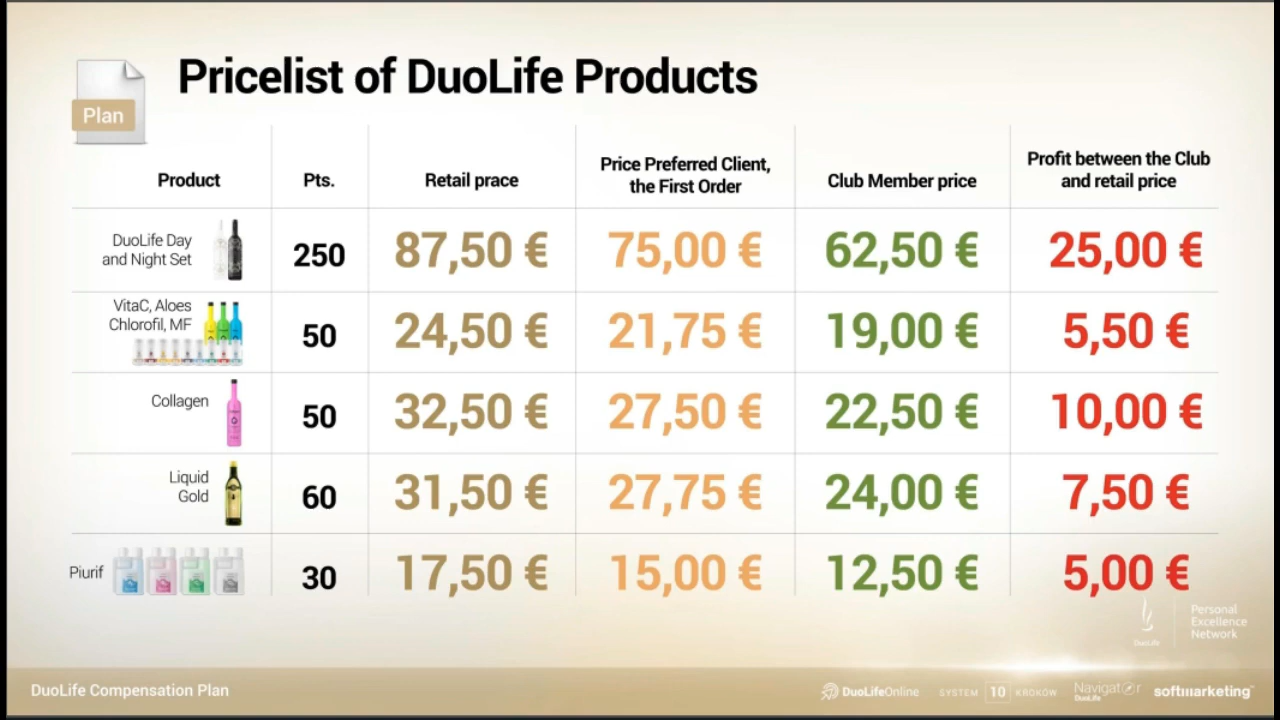 Pricelist of DuoLife Products
Plan
Product
Pts.
Retail prace
Price Preferred Client,
the First Order
Club Member price
Profit between the Club
and retail price
DuoLife Day
and Night Set
250
87,50 €
75,00 €
62,50 €
25,00 €
VitaC, Aloes
Chlorofil, MF
50
24,50 €
21,75 €
19,00 €
5,50 €
Collagen
50
32,50 €
27,50 €
22,50 €
10,00 €
Liquid
Gold
60
31,50 €
27,75 €
24,00 €
7,50 €
Piurif
30
17,50 €
15,00 €
12,50 €
5,00 €
DuoLife
Personal
Excellence
Network
DuoLife Compensation Plan
DuoLifeOnline
SYSTEM 10 KROKÓW
Navigator
DuoLife
softmarketing